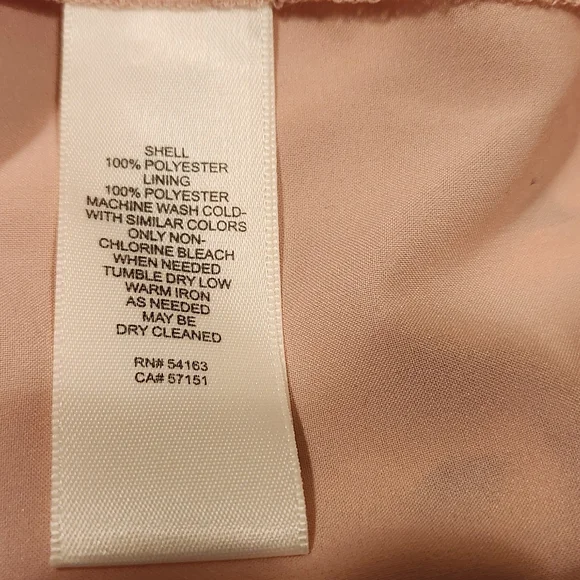 SHELL
100% POLYESTER
LINING
100% POLYESTER
MACHINE WASH COLD-
WITH SIMILAR COLORS
ONLY NON-
CHLORINE BLEACH
WHEN NEEDED
TUMBLE DRY LOW
WARM IRON
AS NEEDED
MAY BE
DRY CLEANED
RN# 54163
CA# 57151